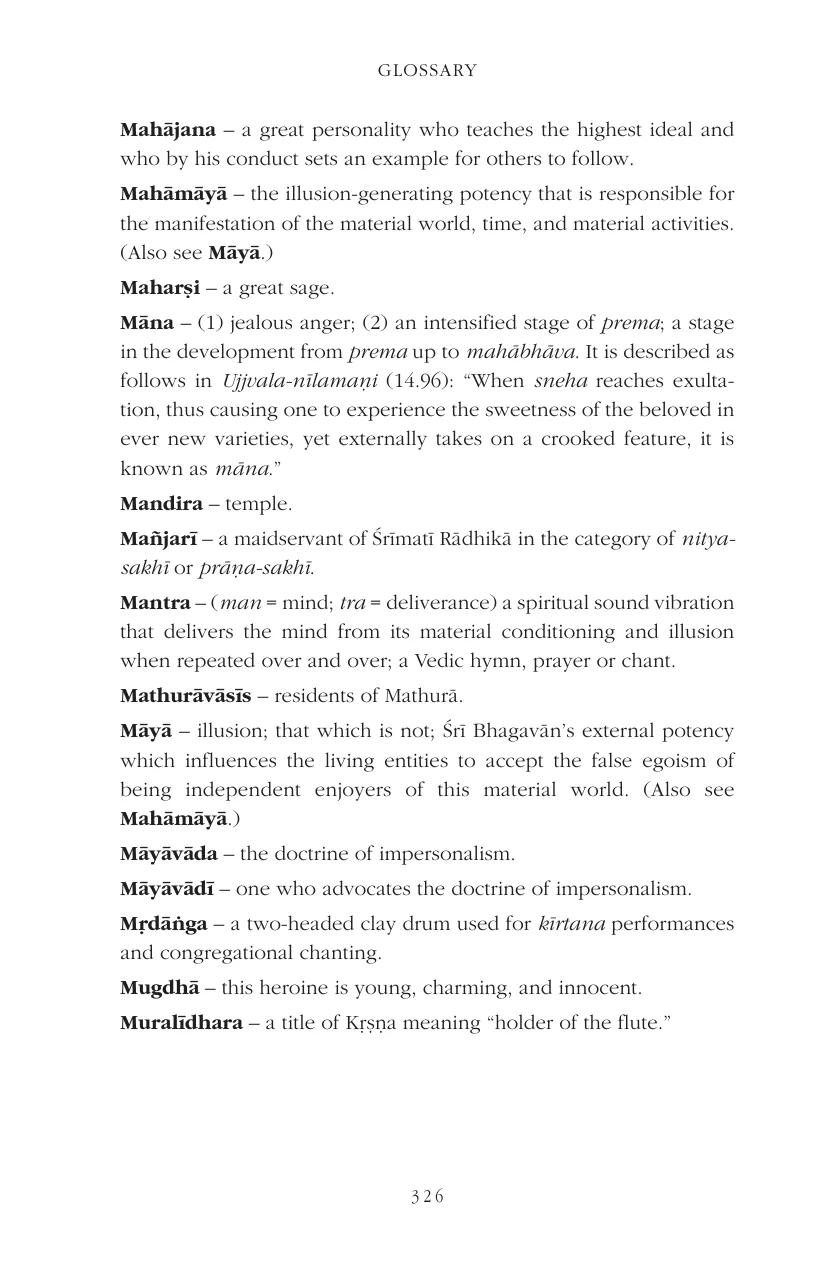 GLOSSARY
Mahājana – a great personality who teaches the highest ideal and
who by his conduct sets an example for others to follow.
Mahāmāyā – the illusion-generating potency that is responsible for
the manifestation of the material world, time, and material activities.
(Also see Māyā.)
Maharṣi – a great sage.
Māna – (1) jealous anger; (2) an intensified stage of prema; a stage
in the development from prema up to mahābhāva. It is described as
follows in Ujjvala-nīlamaṇi (14.96): “When sneha reaches exulta-
tion, thus causing one to experience the sweetness of the beloved in
ever new varieties, yet externally takes on a crooked feature, it is
known as māna.”
Mandira – temple.
Mañjarī – a maidservant of Śrīmatī Rādhikā in the category of nitya-
sakhī or prāṇa-sakhī.
Mantra – (man = mind; tra = deliverance) a spiritual sound vibration
that delivers the mind from its material conditioning and illusion
when repeated over and over; a Vedic hymn, prayer or chant.
Mathurāvāsīs – residents of Mathurā.
Māyā – illusion; that which is not; Śrī Bhagavān’s external potency
which influences the living entities to accept the false egoism of
being independent enjoyers of this material world. (Also see
Mahāmāyā.)
Māyāvāda – the doctrine of impersonalism.
Māyāvādī – one who advocates the doctrine of impersonalism.
Mṛdāṅga – a two-headed clay drum used for kīrtana performances
and congregational chanting.
Mugdhā – this heroine is young, charming, and innocent.
Muralīdhara – a title of Kṛṣṇa meaning “holder of the flute.”
326